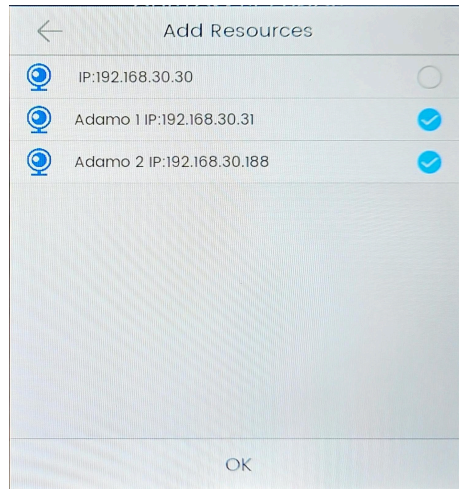 Add Resources
IP:192.168.30.30
Adamo 1 IP:192.168.30.31
Adamo 2 IP:192.168.30.188
OK